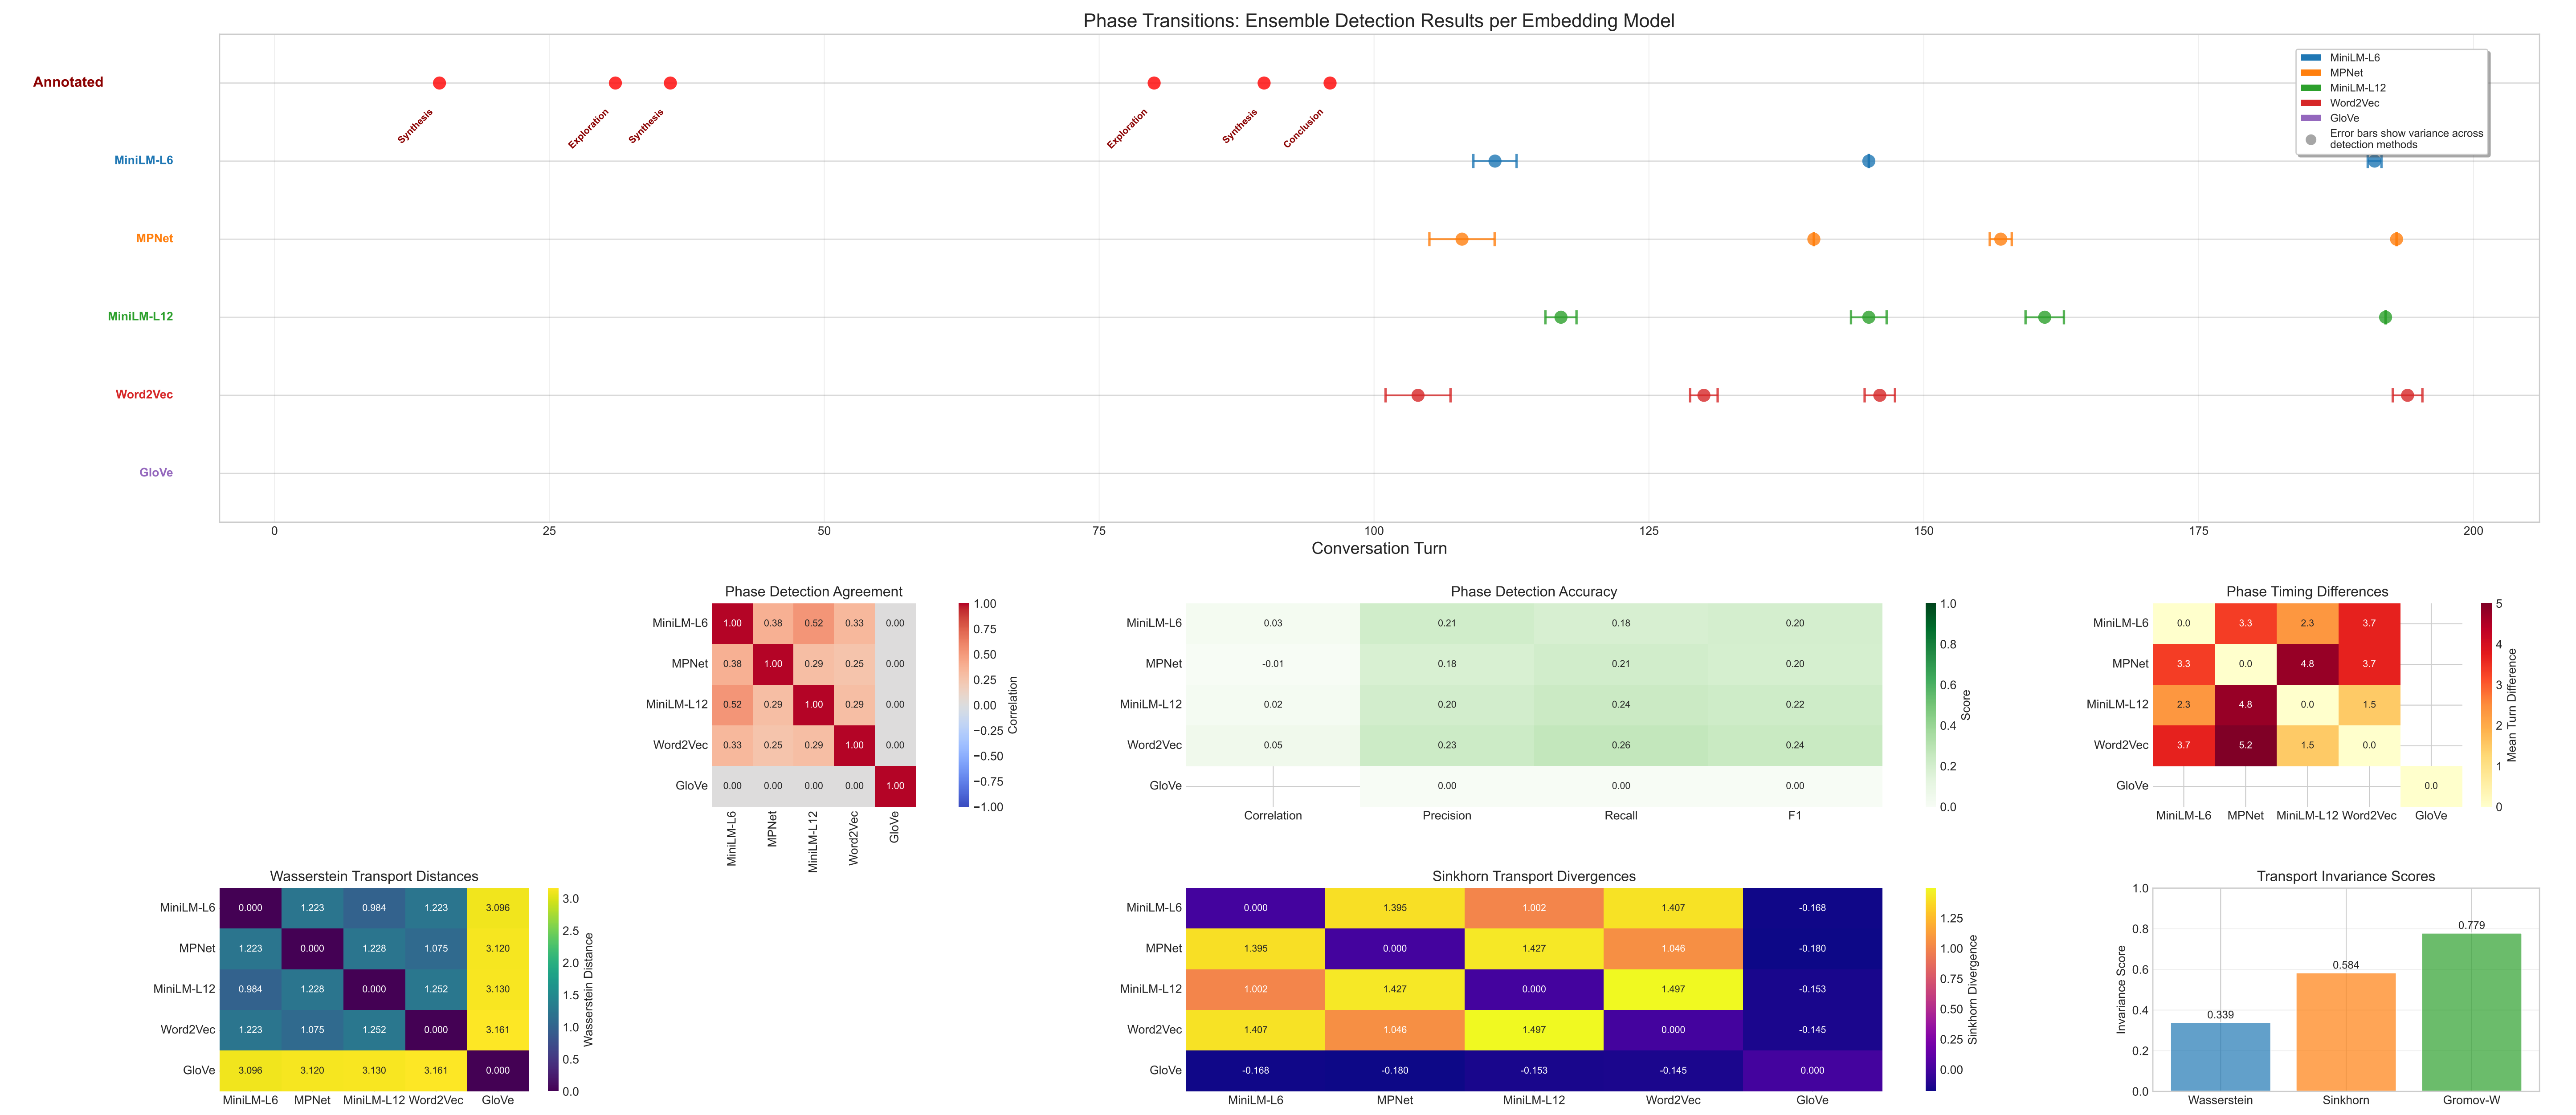 Phase Transitions: Ensemble Detection Results per Embedding Model
Annotated
Synthesis
Exploration
Synthesis
Exploration
Synthesis
Conclusion
MiniLM-L6
MPNet
MiniLM-L12
Word2Vec
GloVe
Error bars show variance across
detection methods
MiniLM-L6
MPNet
MiniLM-L12
Word2Vec
GloVe
0 25 50 75 100 125 150 175 200
Conversation Turn
Phase Detection Agreement
MiniLM-L6 1.00 0.38 0.52 0.33 0.00
MPNet 0.38 1.00 0.29 0.25 0.00
MiniLM-L12 0.52 0.29 1.00 0.29 0.00
Word2Vec 0.33 0.25 0.29 1.00 0.00
GloVe 0.00 0.00 0.00 0.00 1.00
MiniLM-L6 MPNet MiniLM-L12 Word2Vec GloVe
1.00
0.75
0.50
0.25
0.00
−0.25
−0.50
−0.75
−1.00
Correlation
Phase Detection Accuracy
MiniLM-L6 0.03 0.21 0.18 0.20
MPNet -0.01 0.18 0.21 0.20
MiniLM-L12 0.02 0.20 0.24 0.22
Word2Vec 0.05 0.23 0.26 0.24
GloVe 0.00 0.00 0.00
Correlation Precision Recall F1
1.0
0.8
0.6
0.4
0.2
0.0
Score
Phase Timing Differences
MiniLM-L6 0.0 3.3 2.3 3.7
MPNet 3.3 0.0 4.8 3.7
MiniLM-L12 2.3 4.8 0.0 1.5
Word2Vec 3.7 5.2 1.5 0.0
GloVe 0.0
MiniLM-L6 MPNet MiniLM-L12 Word2Vec GloVe
5
4
3
2
1
0
Mean Turn Difference
Wasserstein Transport Distances
MiniLM-L6 0.000 1.223 0.984 1.223 3.096
MPNet 1.223 0.000 1.228 1.075 3.120
MiniLM-L12 0.984 1.228 0.000 1.252 3.130
Word2Vec 1.223 1.075 1.252 0.000 3.161
GloVe 3.096 3.120 3.130 3.161 0.000
MiniLM-L6 MPNet MiniLM-L12 Word2Vec GloVe
3.0
2.5
2.0
1.5
1.0
0.5
0.0
Wasserstein Distance
Sinkhorn Transport Divergences
MiniLM-L6 0.000 1.395 1.002 1.407 -0.168
MPNet 1.395 0.000 1.427 1.046 -0.180
MiniLM-L12 1.002 1.427 0.000 1.497 -0.153
Word2Vec 1.407 1.046 1.497 0.000 -0.145
GloVe -0.168 -0.180 -0.153 -0.145 0.000
MiniLM-L6 MPNet MiniLM-L12 Word2Vec GloVe
1.25
1.00
0.75
0.50
0.25
0.00
Sinkhorn Divergence
Transport Invariance Scores
1.0
0.8
0.6
0.4
0.2
0.0
Invariance Score
0.339
0.584
0.779
Wasserstein Sinkhorn Gromov-W